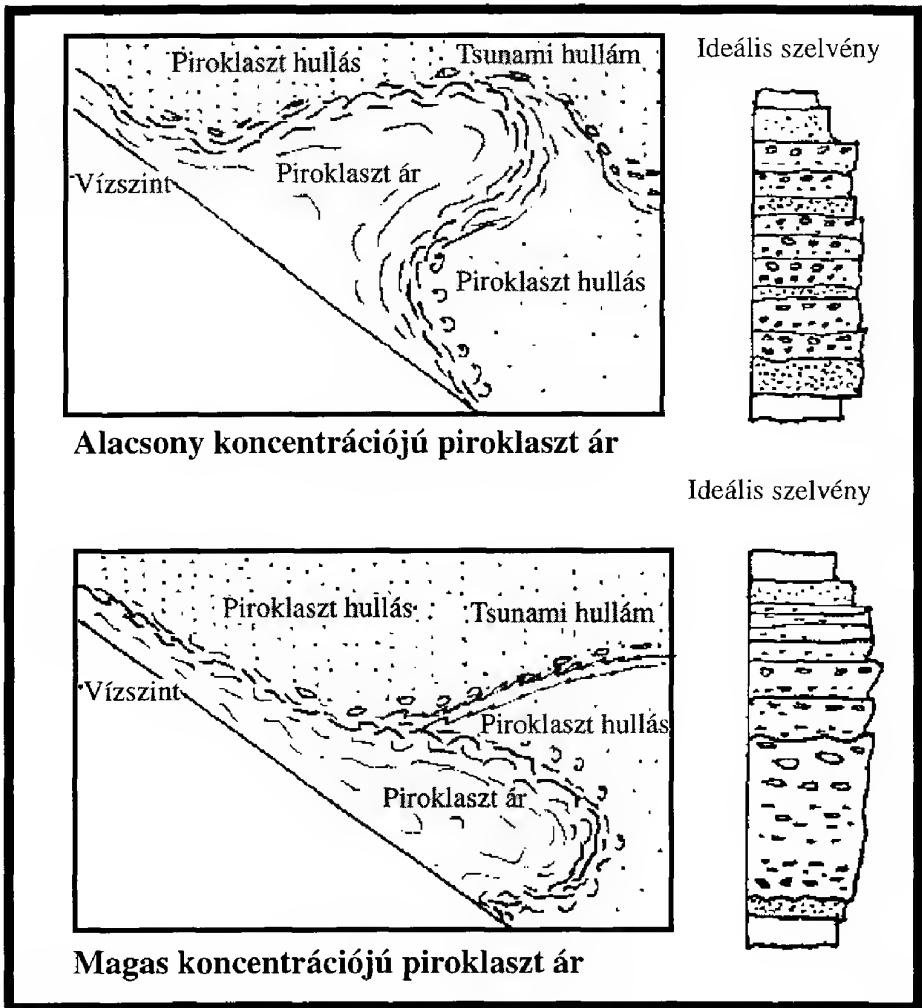 Ideális szelvény
Piroklaszt hullás
Tsunami hullám
Vízszint
Piroklaszt ár
Piroklaszt hullás
Alacsony koncentrációjú piroklaszt ár
Ideális szelvény
Piroklaszt hullás
Tsunami hullám
Vízszint
Piroklaszt hullás
Piroklaszt ár
Magas koncentrációjú piroklaszt ár